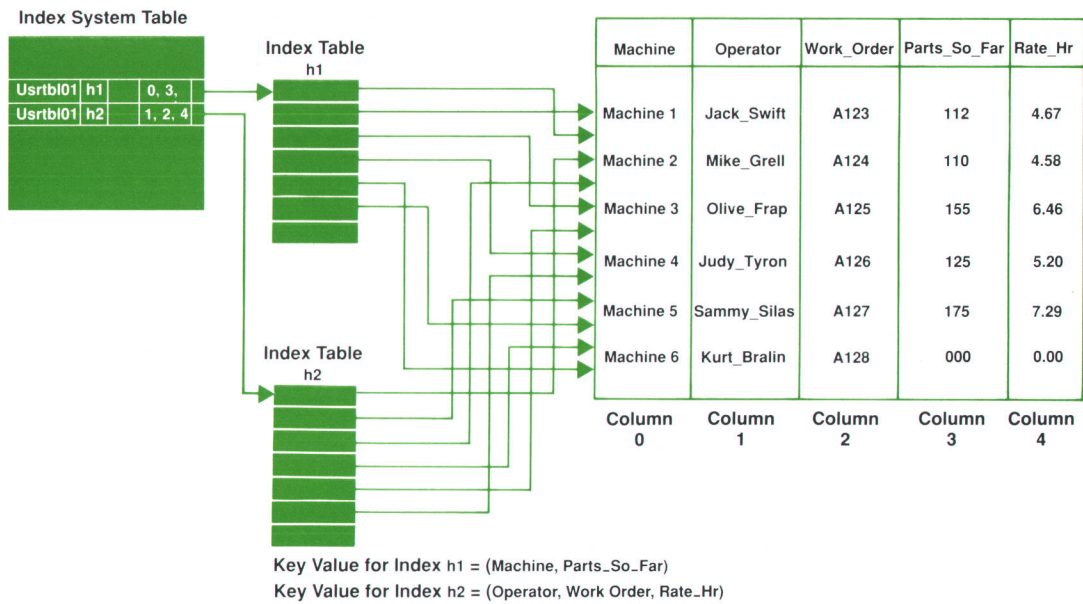 Index System Table
Usrtbl01 h1 0, 3,
Usrtbl01 h2 1, 2, 4
Index Table
h1
Index Table
h2
Machine Operator Work_Order Parts_So_Far Rate_Hr
Machine 1 Jack_Swift A123 112 4.67
Machine 2 Mike_Grell A124 110 4.58
Machine 3 Olive_Frap A125 155 6.46
Machine 4 Judy_Tyron A126 125 5.20
Machine 5 Sammy_Silas A127 175 7.29
Machine 6 Kurt_Bralin A128 000 0.00
Column Column Column Column Column
0 1 2 3 4
Key Value for Index h1 = (Machine, Parts_So_Far)
Key Value for Index h2 = (Operator, Work Order, Rate_Hr)